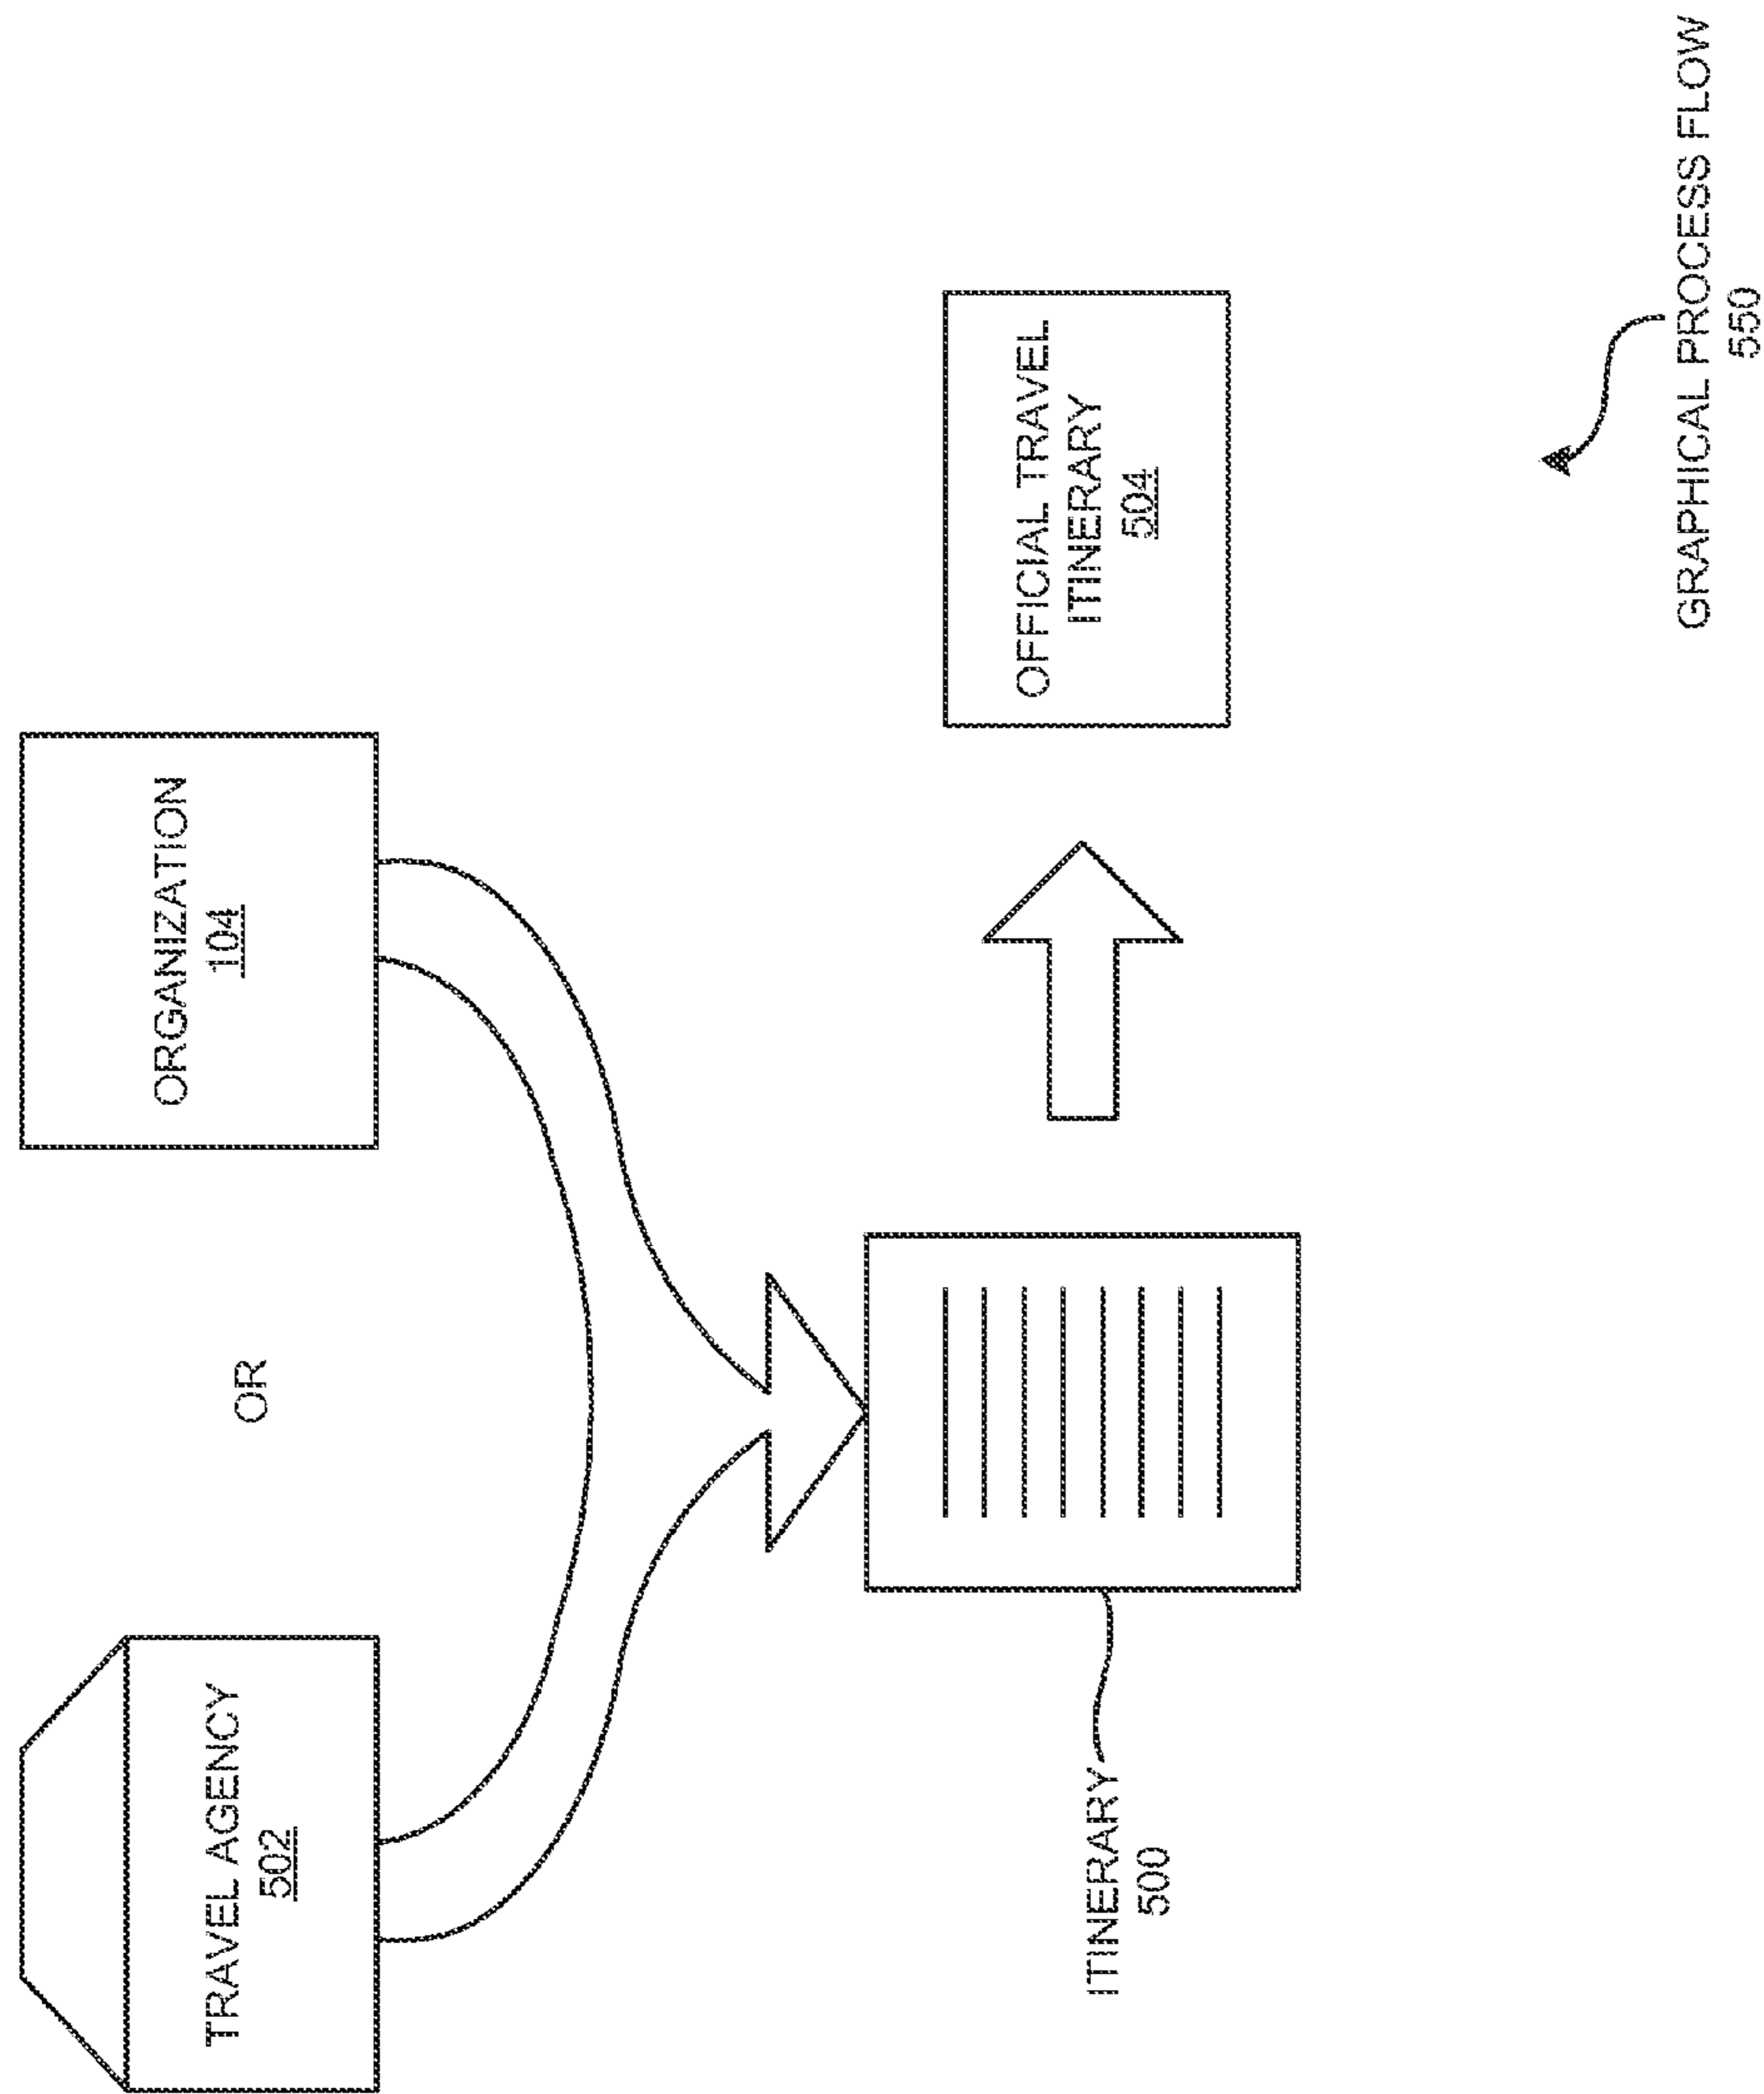 TRAVEL AGENCY
502
OR
ORGANIZATION
104
ITINERARY
500
OFFICIAL TRAVEL
ITINERARY
504
GRAPHICAL PROCESS FLOW
550